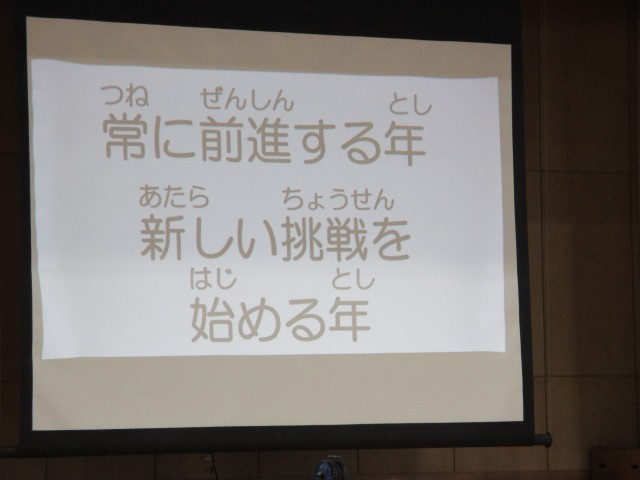 つね ぜんしん とし
常に前進する年
あたら ちょうせん
新しい挑戦を
はじ とし
始める年